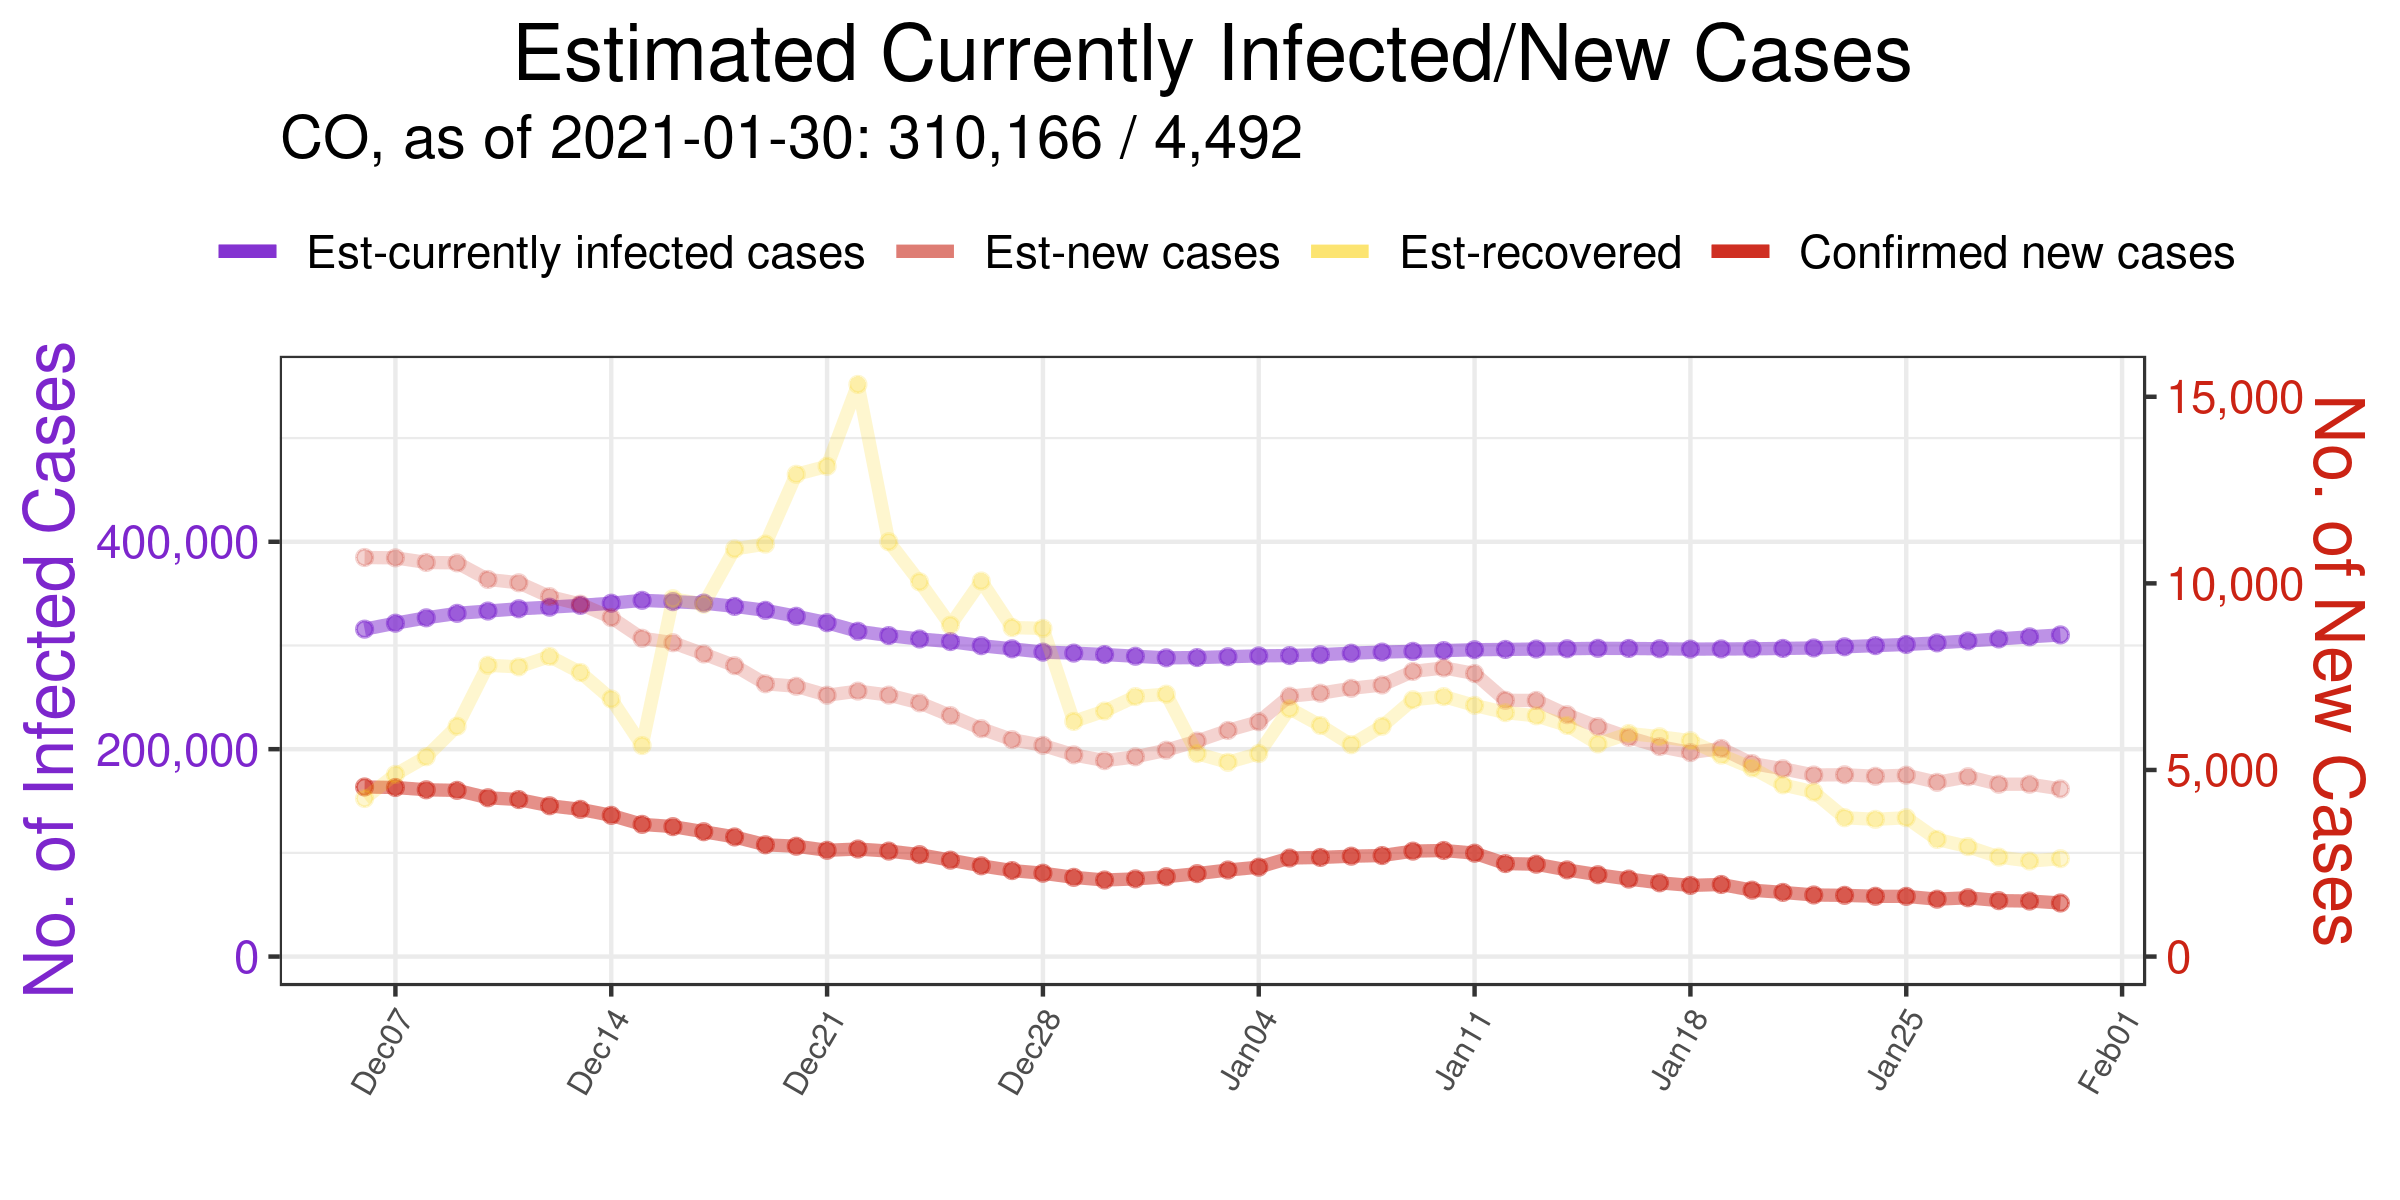 Estimated Currently Infected/New Cases
CO, as of 2021-01-30: 310,166 / 4,492
Est-currently infected cases
Est-new cases
Est-recovered
Confirmed new cases
No. of Infected Cases
400,000
200,000
0
15,000
10,000
5,000
0
No. of New Cases
Dec07
Dec14
Dec21
Dec28
Jan04
Jan11
Jan18
Jan25
Feb01